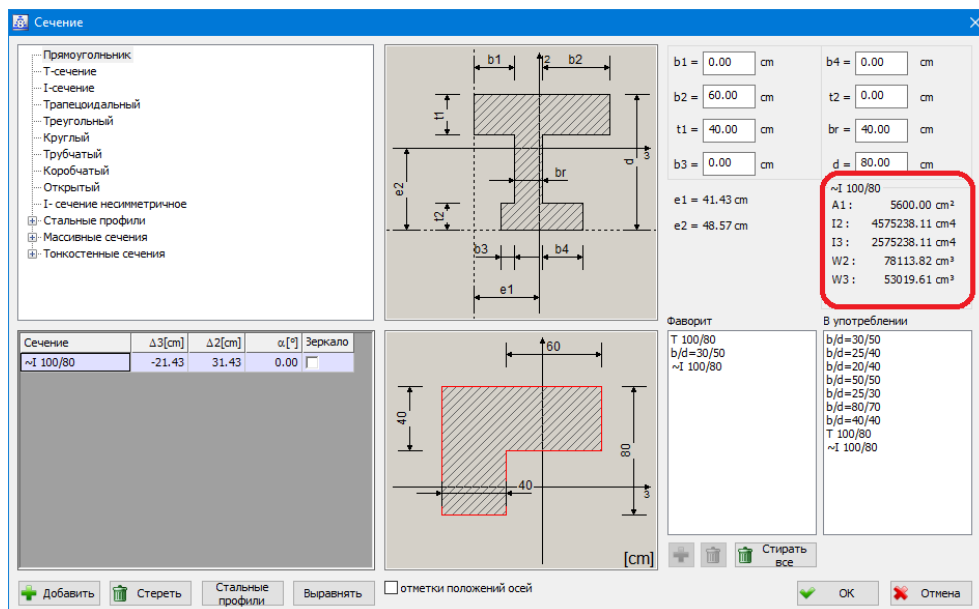 Сечение
Прямоугольник
Т-сечение
I-сечение
Трапецоидальный
Треугольный
Круглый
Трубчатый
Коробчатый
Открытый
I- сечение несимметричное
Стальные профили
Массивные сечения
Тонкостенные сечения
b1
2
b2
t1
3
d
br
e2
t2
b3
b4
e1
b1 = 0.00 cm
b4 = 0.00 cm
b2 = 60.00 cm
t2 = 0.00 cm
t1 = 40.00 cm
br = 40.00 cm
b3 = 0.00 cm
d = 80.00 cm
e1 = 41.43 cm
e2 = 48.57 cm
~I 100/80
A1 : 5600.00 cm²
I2 : 4575238.11 cm4
I3 : 2575238.11 cm4
W2 : 78113.82 cm³
W3 : 53019.61 cm³
Сечение Δ3[cm] Δ2[cm] α[°] Зеркало
~I 100/80 -21.43 31.43 0.00
60
40
80
40
3
[cm]
Фаворит
T 100/80
b/d=30/50
~I 100/80
В употреблении
b/d=30/50
b/d=25/40
b/d=20/40
b/d=50/50
b/d=25/30
b/d=80/70
b/d=40/40
T 100/80
~I 100/80
Стирать все
Добавить
Стереть
Стальные профили
Выравнять
отметки положений осей
OK
Отмена